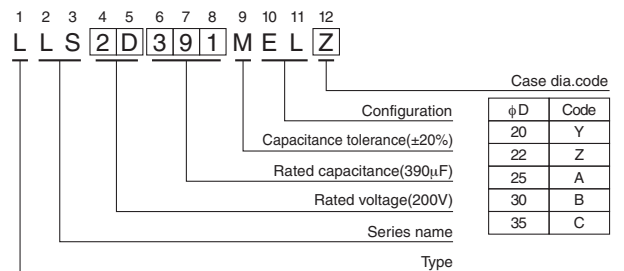 1 2 3 4 5 6 7 8 9 10 11 12
L L S 2 D 3 9 1 M E L Z
Case dia.code
Configuration
Capacitance tolerance(±20%)
Rated capacitance(390μF)
Rated voltage(200V)
Series name
Type
ϕD Code
20 Y
22 Z
25 A
30 B
35 C